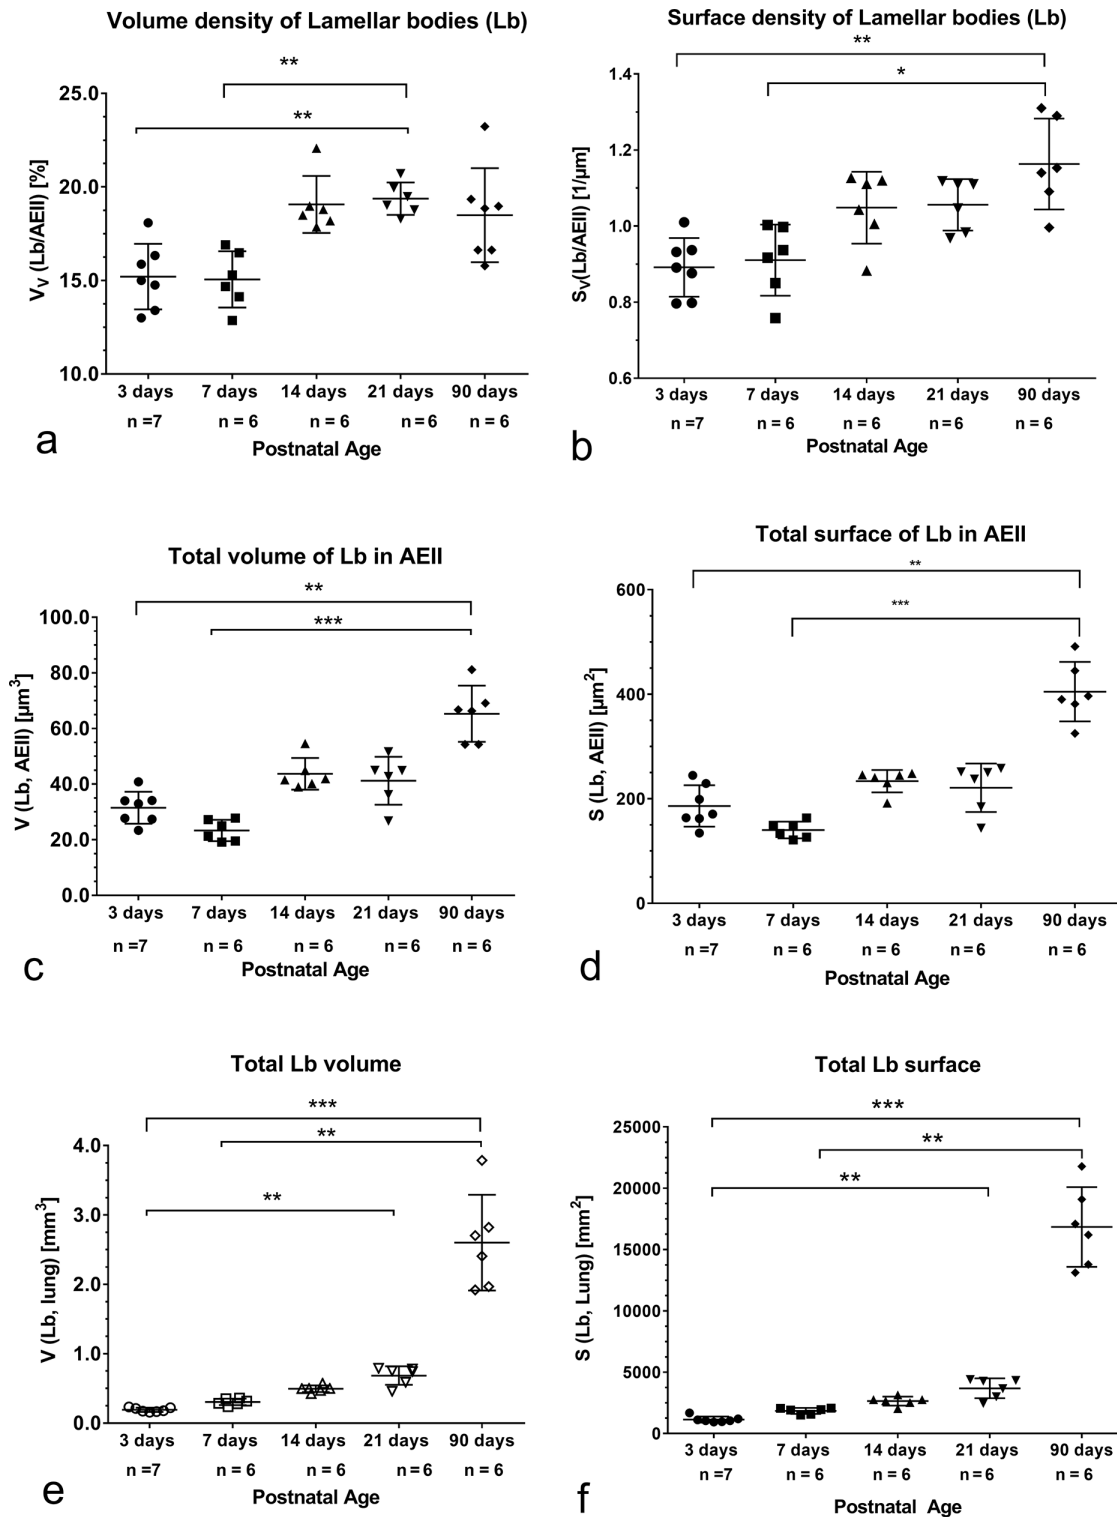 Volume density of Lamellar bodies (Lb)
**
**
25.0
20.0
15.0
10.0
VV (Lb/AEII) [%]
3 days 7 days 14 days 21 days 90 days
n =7 n = 6 n = 6 n = 6 n = 6
Postnatal Age
a
Surface density of Lamellar bodies (Lb)
**
*
1.4
1.2
1.0
0.8
0.6
SV(Lb/AEII) [1/µm]
3 days 7 days 14 days 21 days 90 days
n =7 n = 6 n = 6 n = 6 n = 6
Postnatal Age
b
Total volume of Lb in AEII
**
***
100.0
80.0
60.0
40.0
20.0
0.0
V (Lb, AEII) [µm3]
3 days 7 days 14 days 21 days 90 days
n =7 n = 6 n = 6 n = 6 n = 6
Postnatal Age
c
Total surface of Lb in AEII
**
***
600
400
200
0
S (Lb, AEII) [µm2]
3 days 7 days 14 days 21 days 90 days
n =7 n = 6 n = 6 n = 6 n = 6
Postnatal Age
d
Total Lb volume
***
**
**
4.0
3.0
2.0
1.0
0.0
V (Lb, lung) [mm3]
3 days 7 days 14 days 21 days 90 days
n =7 n = 6 n = 6 n = 6 n = 6
Postnatal Age
e
Total Lb surface
***
**
**
25000
20000
15000
10000
5000
0
S (Lb, Lung) [mm2]
3 days 7 days 14 days 21 days 90 days
n =7 n = 6 n = 6 n = 6 n = 6
Postnatal Age
f